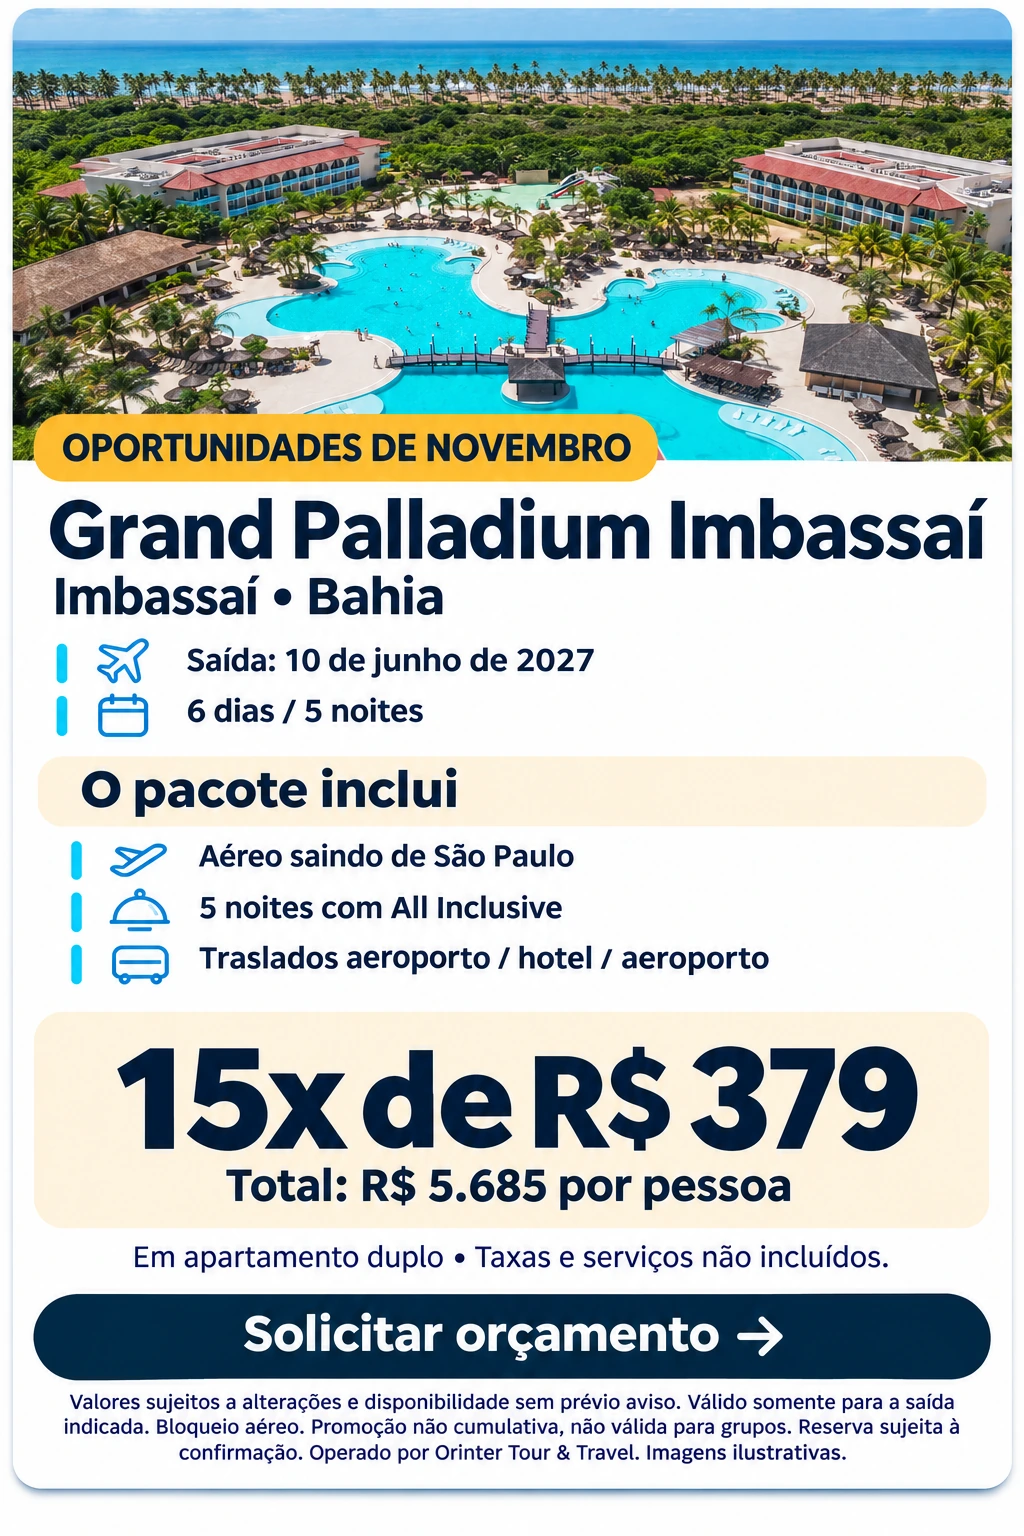 OPORTUNIDADES DE NOVEMBRO
Grand Palladium Imbassaí
Imbassaí • Bahia
Saída: 10 de junho de 2027
6 dias / 5 noites
O pacote inclui
Aéreo saindo de São Paulo
5 noites com All Inclusive
Traslados aeroporto / hotel / aeroporto
15x de R$ 379
Total: R$ 5.685 por pessoa
Em apartamento duplo • Taxas e serviços não incluídos.
Solicitar orçamento →
Valores sujeitos a alterações e disponibilidade sem prévio aviso. Válido somente para a saída
indicada. Bloqueio aéreo. Promoção não cumulativa, não válida para grupos. Reserva sujeita à
confirmação. Operado por Orinter Tour & Travel. Imagens ilustrativas.